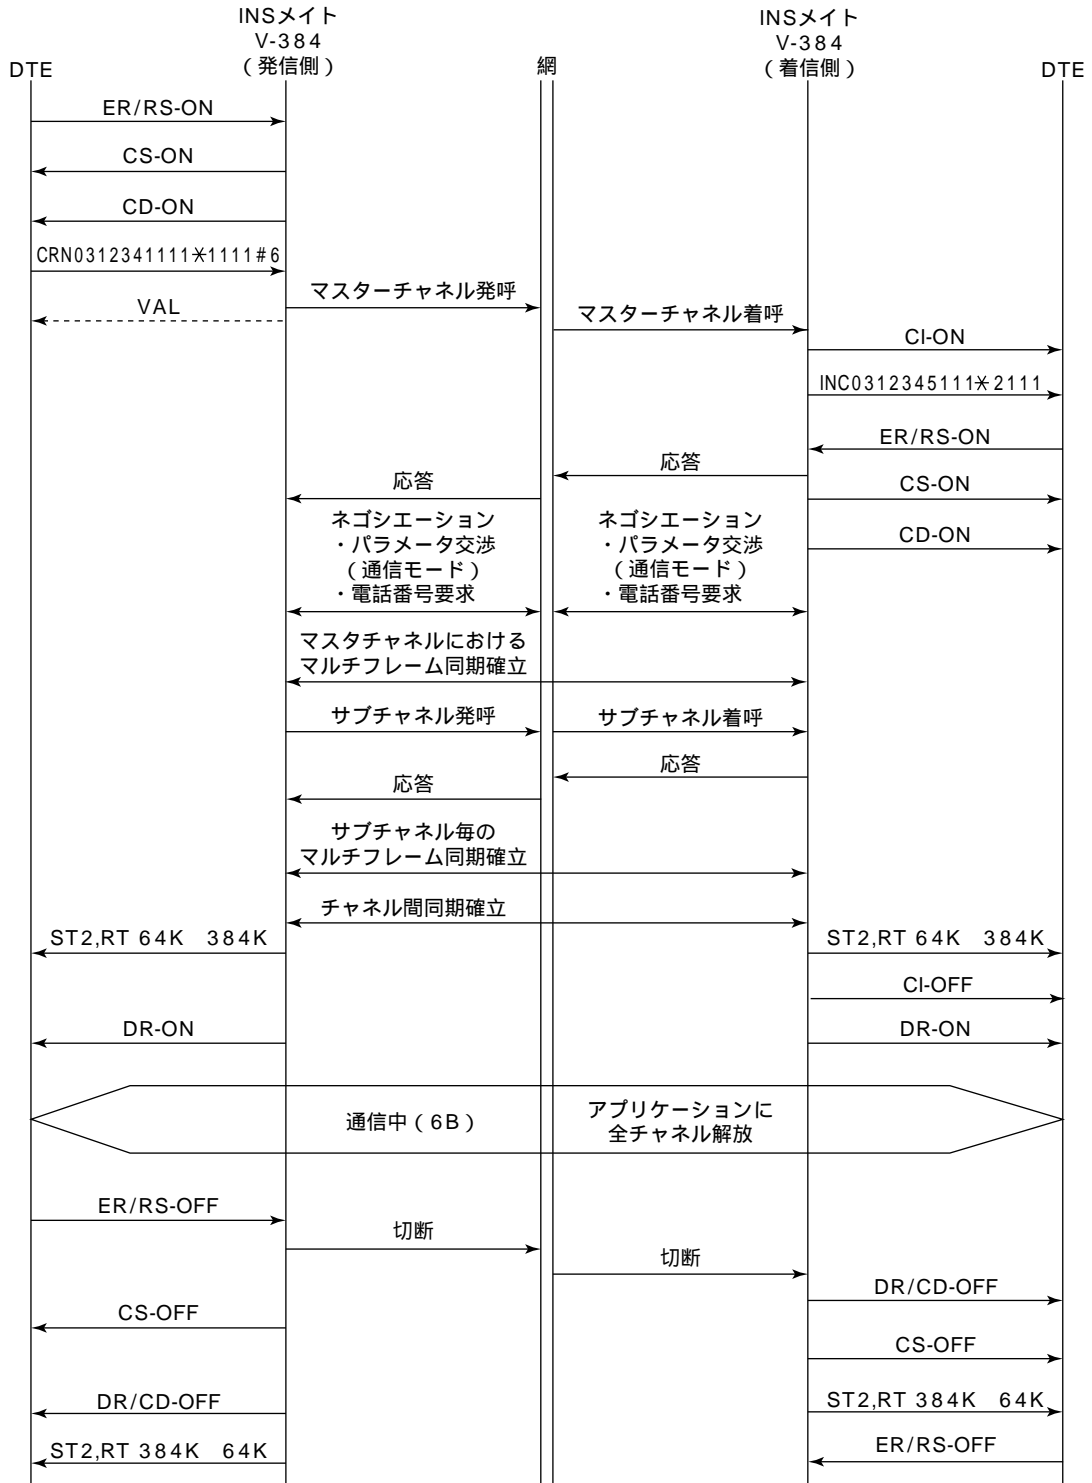 INSメイト
V-384
(発信側)
INSメイト
V-384
(着信側)
DTE
網
DTE
ER/RS-ON
CS-ON
CD-ON
CRN0312341111＊1111#6
マスターチャネル発呼
VAL
マスターチャネル着呼
CI-ON
INC0312345111＊2111
ER/RS-ON
応答
応答
CS-ON
ネゴシエーション
・パラメータ交渉
(通信モード)
・電話番号要求
ネゴシエーション
・パラメータ交渉
(通信モード)
・電話番号要求
CD-ON
マスタチャネルにおける
マルチフレーム同期確立
サブチャネル発呼
サブチャネル着呼
応答
応答
サブチャネル毎の
マルチフレーム同期確立
チャネル間同期確立
ST2,RT 64K 384K
ST2,RT 64K 384K
CI-OFF
DR-ON
DR-ON
通信中(6B)
アプリケーションに
全チャネル解放
ER/RS-OFF
切断
切断
DR/CD-OFF
CS-OFF
CS-OFF
DR/CD-OFF
ST2,RT 384K 64K
ST2,RT 384K 64K
ER/RS-OFF